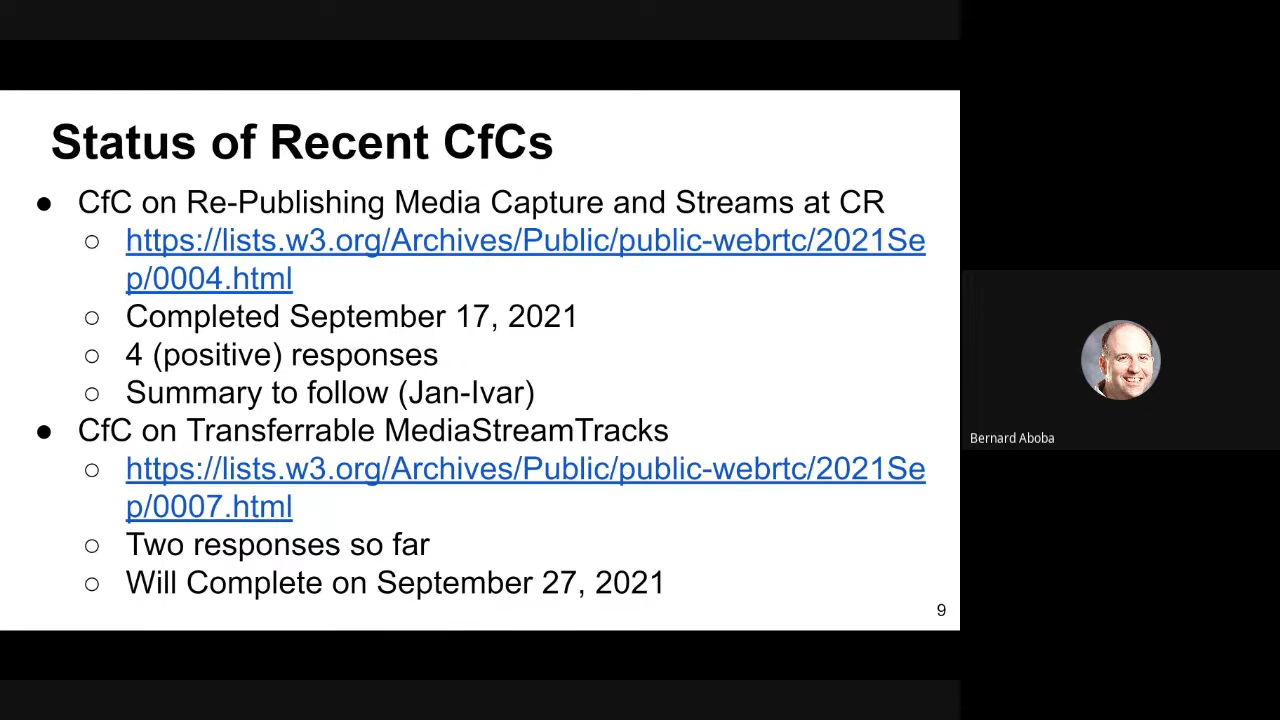 Status of Recent CfCs
● CfC on Re-Publishing Media Capture and Streams at CR
○ https://lists.w3.org/Archives/Public/public-webrtc/2021Se
p/0004.html
○ Completed September 17, 2021
○ 4 (positive) responses
○ Summary to follow (Jan-Ivar)
● CfC on Transferrable MediaStreamTracks
○ https://lists.w3.org/Archives/Public/public-webrtc/2021Se
p/0007.html
○ Two responses so far
○ Will Complete on September 27, 2021
9
Bernard Aboba